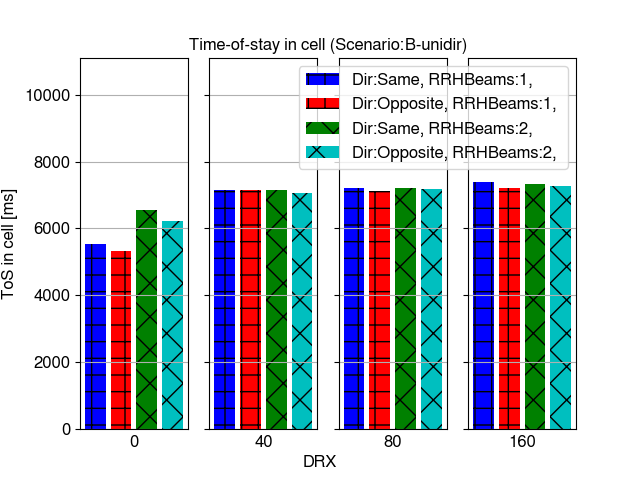 Time-of-stay in cell (Scenario:B-unidir)
Dir:Same, RRHBeams:1,
Dir:Opposite, RRHBeams:1,
Dir:Same, RRHBeams:2,
Dir:Opposite, RRHBeams:2,
ToS in cell [ms]
10000
8000
6000
4000
2000
0
0 40 80 160
DRX